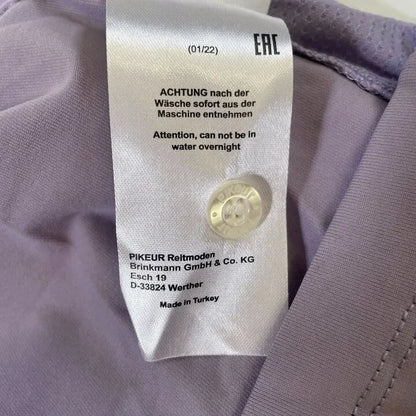 (01/22) EAC
ACHTUNG nach der
Wäsche sofort aus der
Maschine entnehmen
Attention, can not be in
water overnight
PIKEUR
PIKEUR Reitmoden
Brinkmann GmbH & Co. KG
Esch 19
D-33824 Werther
Made in Turkey